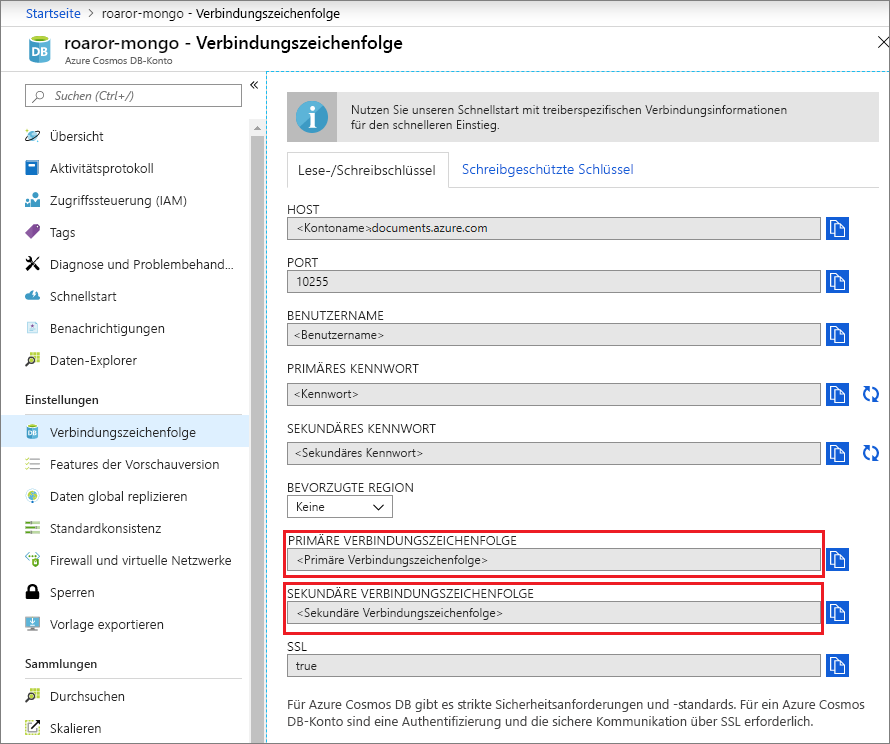 Startseite > roaror-mongo - Verbindungszeichenfolge
roaror-mongo - Verbindungszeichenfolge
Azure Cosmos DB-Konto
Suchen (Ctrl+/)
Übersicht
Aktivitätsprotokoll
Zugriffssteuerung (IAM)
Tags
Diagnose und Problembehand...
Schnellstart
Benachrichtigungen
Daten-Explorer
Einstellungen
Verbindungszeichenfolge
Features der Vorschauversion
Daten global replizieren
Standardkonsistenz
Firewall und virtuelle Netzwerke
Sperren
Vorlage exportieren
Sammlungen
Durchsuchen
Skalieren
Nutzen Sie unseren Schnellstart mit treiberspezifischen Verbindungsinformationen
für den schnelleren Einstieg.
Lese-/Schreibschlüssel
Schreibgeschützte Schlüssel
HOST
<Kontoname>documents.azure.com
PORT
10255
BENUTZERNAME
<Benutzername>
PRIMÄRES KENNWORT
<Kennwort>
SEKUNDÄRES KENNWORT
<Sekundäres Kennwort>
BEVORZUGTE REGION
Keine
PRIMÄRE VERBINDUNGSZEICHENFOLGE
<Primäre Verbindungszeichenfolge>
SEKUNDÄRE VERBINDUNGSZEICHENFOLGE
<Sekundäre Verbindungszeichenfolge>
SSL
true
Für Azure Cosmos DB gibt es strikte Sicherheitsanforderungen und -standards. Für ein Azure Cosmos
DB-Konto sind eine Authentifizierung und die sichere Kommunikation über SSL erforderlich.